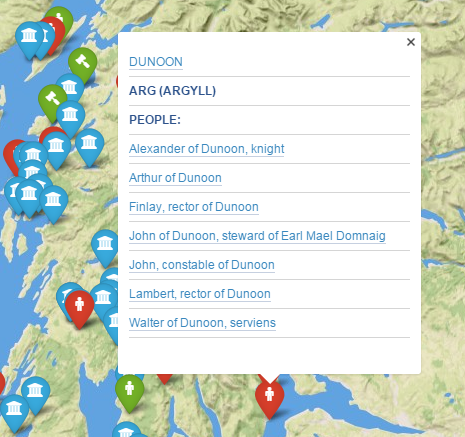 ×
DUNOON
ARG (ARGYLL)
PEOPLE:
Alexander of Dunoon, knight
Arthur of Dunoon
Finlay, rector of Dunoon
John of Dunoon, steward of Earl Mael Domnaig
John, constable of Dunoon
Lambert, rector of Dunoon
Walter of Dunoon, serviens